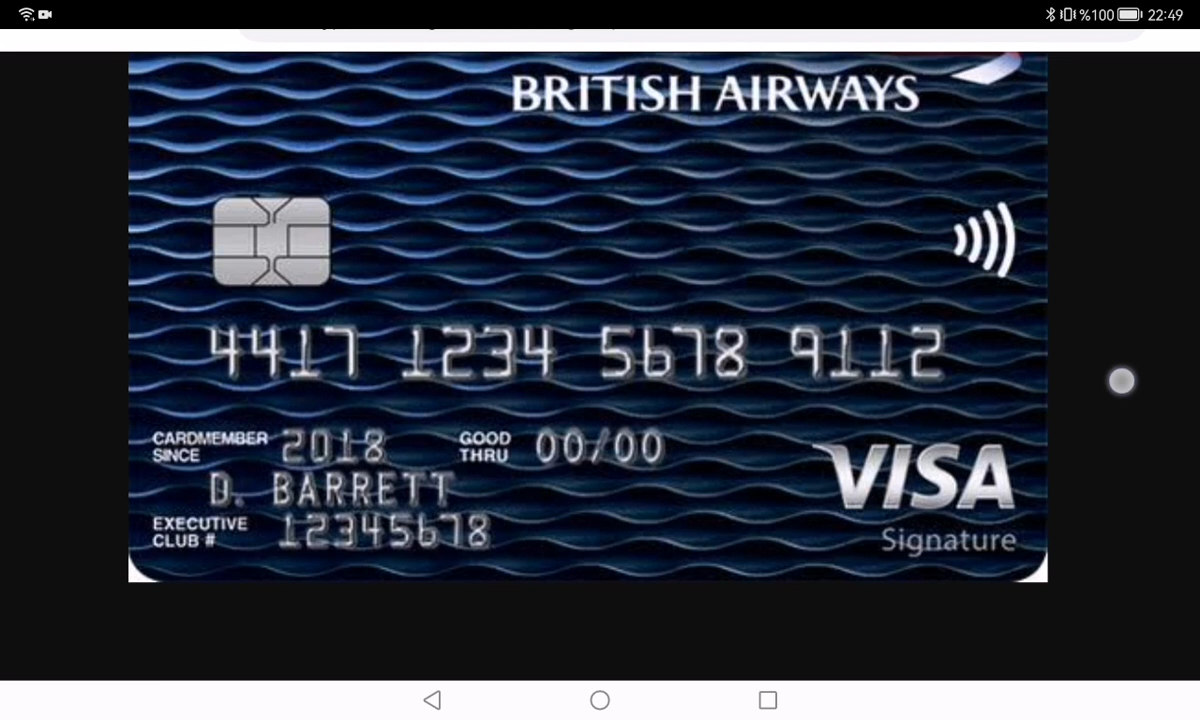 %100 22:49
BRITISH AIRWAYS
4417 1234 5678 9112
CARDMEMBER SINCE 2018 GOOD THRU 00/00
D. BARRETT
EXECUTIVE CLUB # 12345678
VISA
Signature